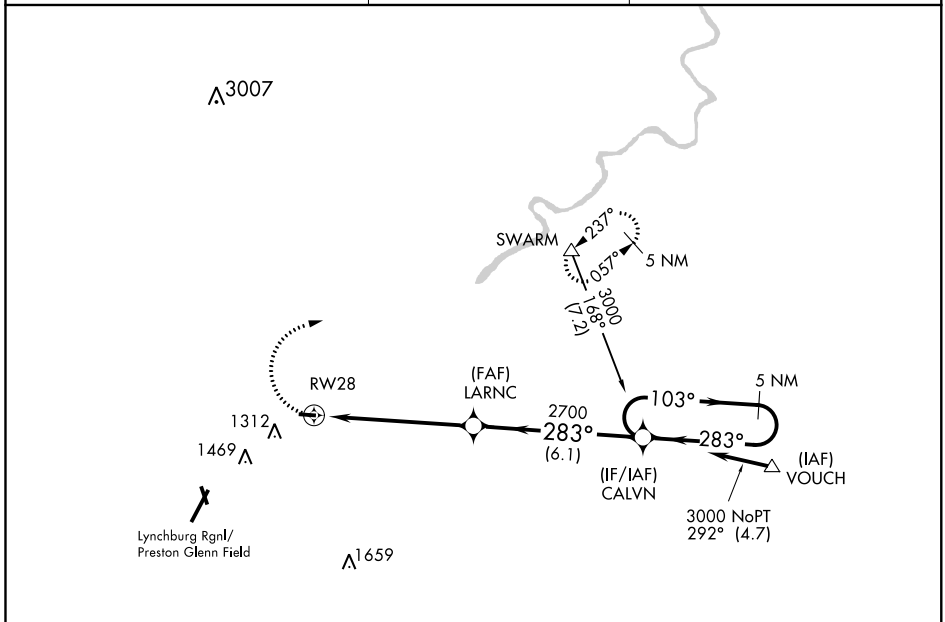 3007
SWARM
237°
057°
5 NM
3000
168°
(7.2)
RW28
(FAF)
LARNC
2700
283°
(6.1)
103°
5 NM
283°
(IF/IAF)
CALVN
(IAF)
VOUCH
3000 NoPT
292° (4.7)
1312
1469
Lynchburg Rgnl/
Preston Glenn Field
1659